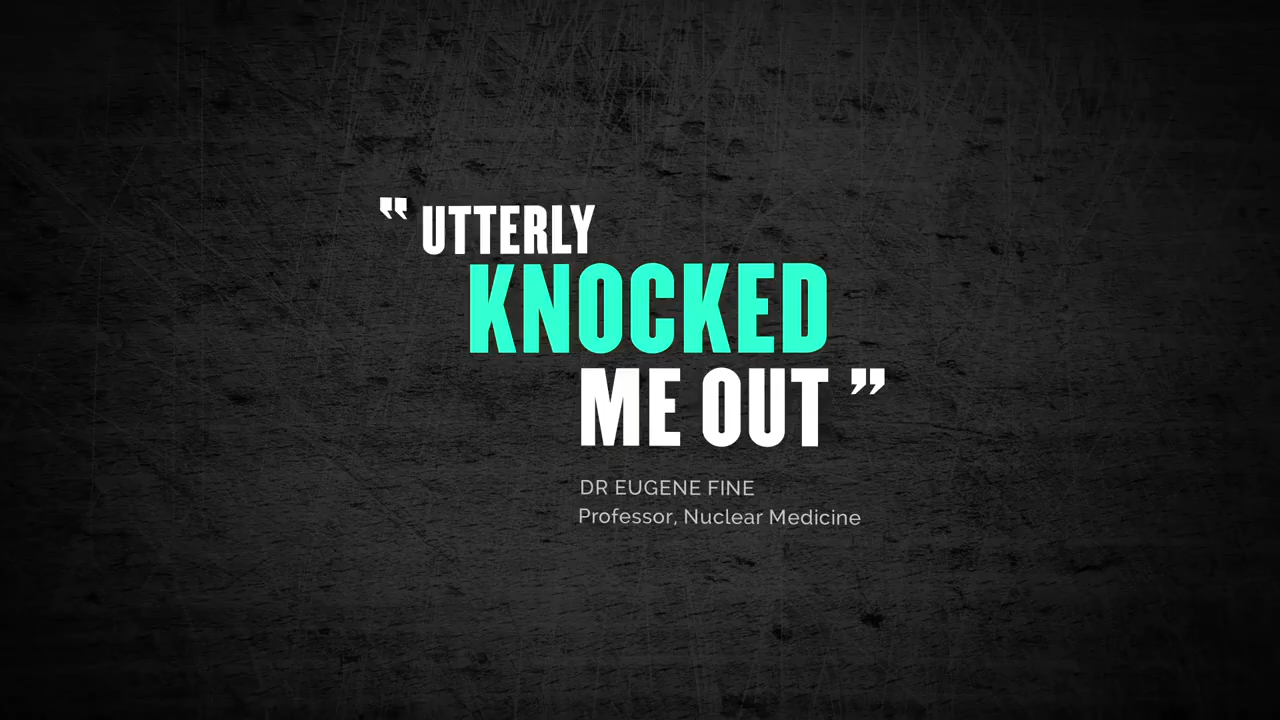 " UTTERLY
KNOCKED
ME OUT "
DR EUGENE FINE
Professor, Nuclear Medicine